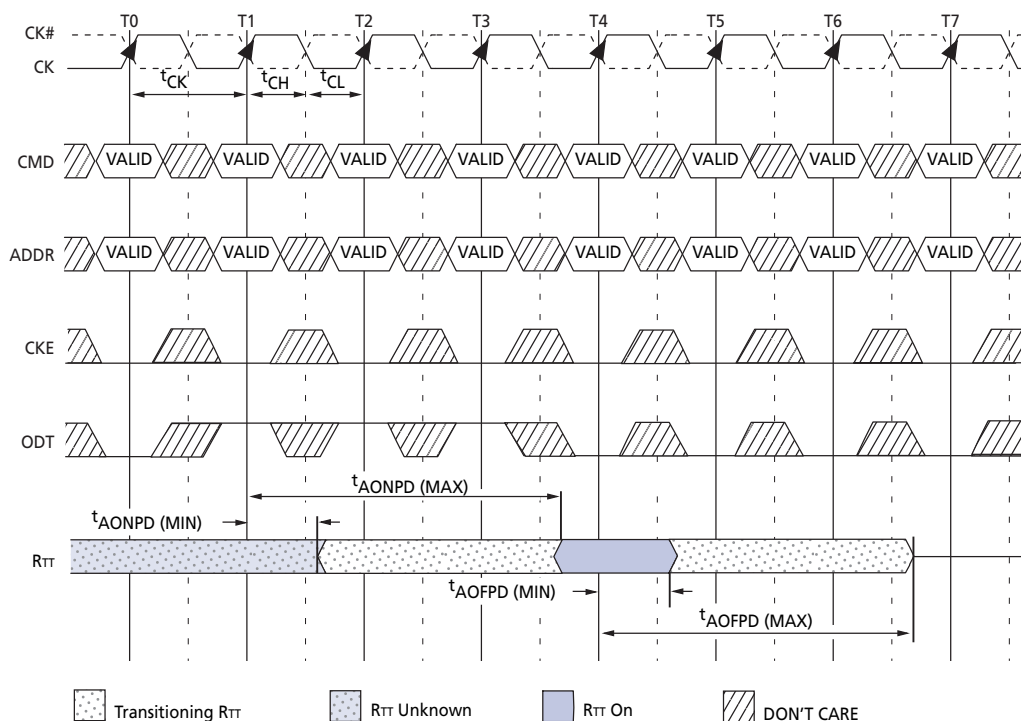 T0 T1 T2 T3 T4 T5 T6 T7
CK#
CK
tCK tCH tCL
CMD VALID VALID VALID VALID VALID VALID VALID VALID
ADDR VALID VALID VALID VALID VALID VALID VALID VALID
CKE
ODT
tAONPD (MAX)
tAONPD (MIN)
RTT
tAOFPD (MIN)
tAOFPD (MAX)
Transitioning RTT RTT Unknown RTT On DON'T CARE